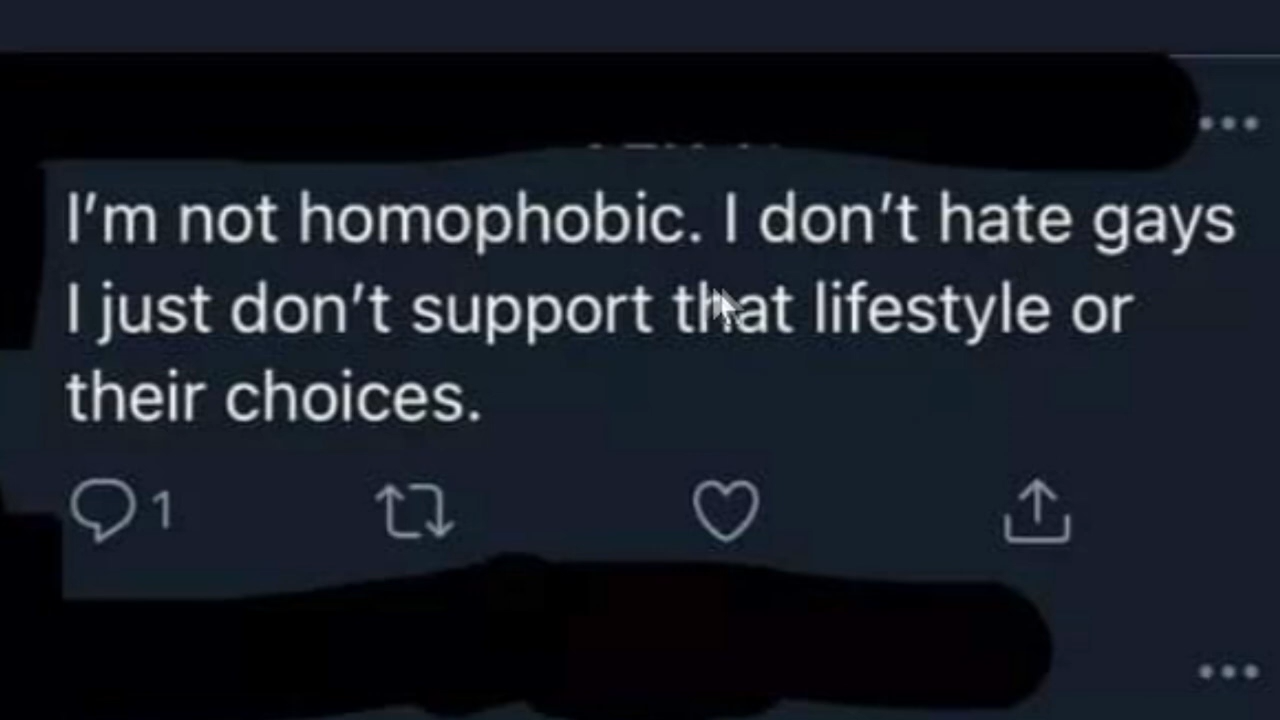 I’m not homophobic. I don’t hate gays
I just don’t support that lifestyle or
their choices.
1